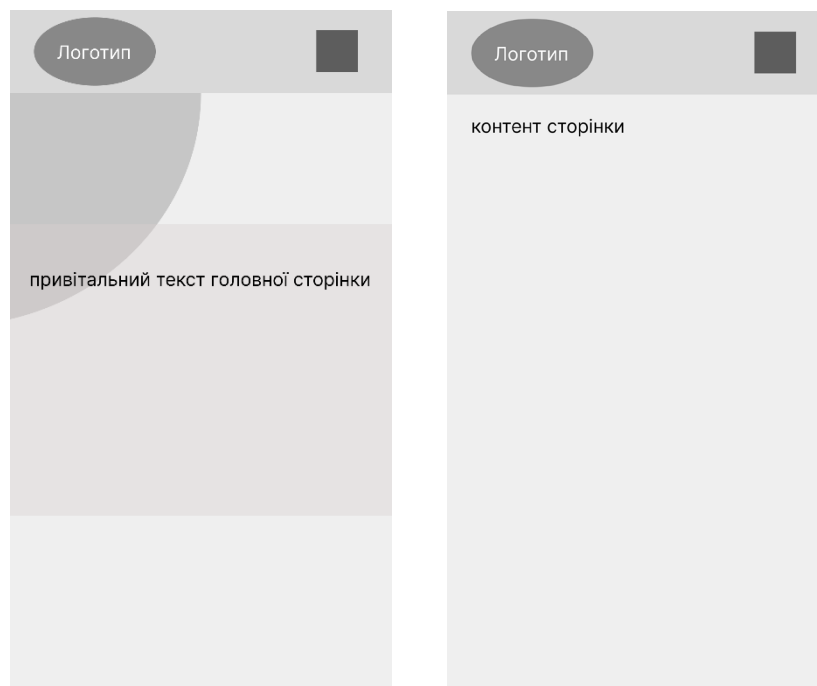 Логотип
привітальний текст головної сторінки
Логотип
контент сторінки